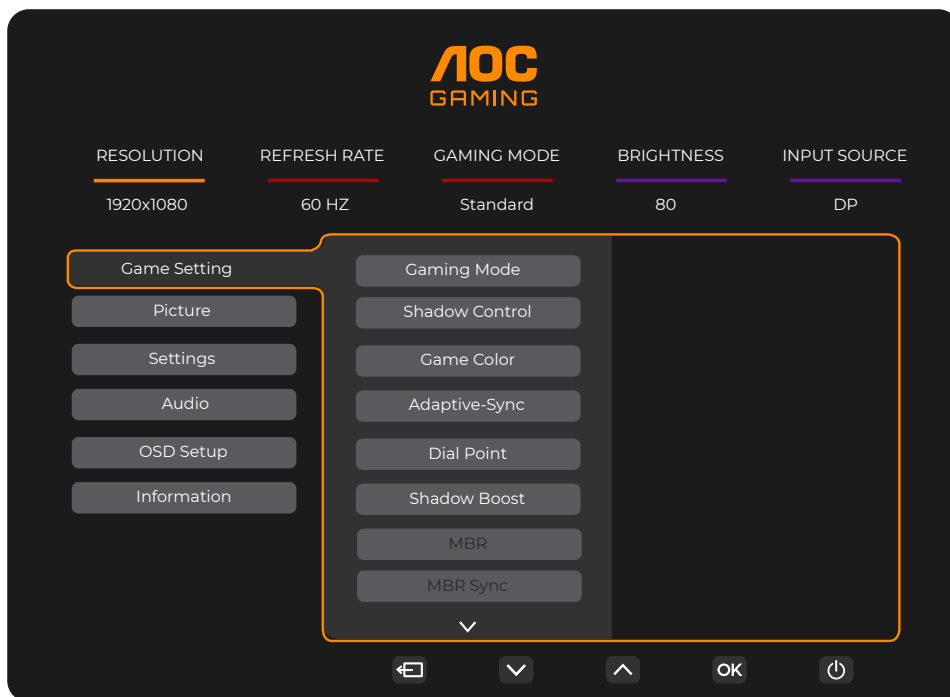 AOC
GAMING
RESOLUTION REFRESH RATE GAMING MODE BRIGHTNESS INPUT SOURCE
1920x1080 60 HZ Standard 80 DP
Game Setting
Picture
Settings
Audio
OSD Setup
Information
Gaming Mode
Shadow Control
Game Color
Adaptive-Sync
Dial Point
Shadow Boost
MBR
MBR Sync
OK